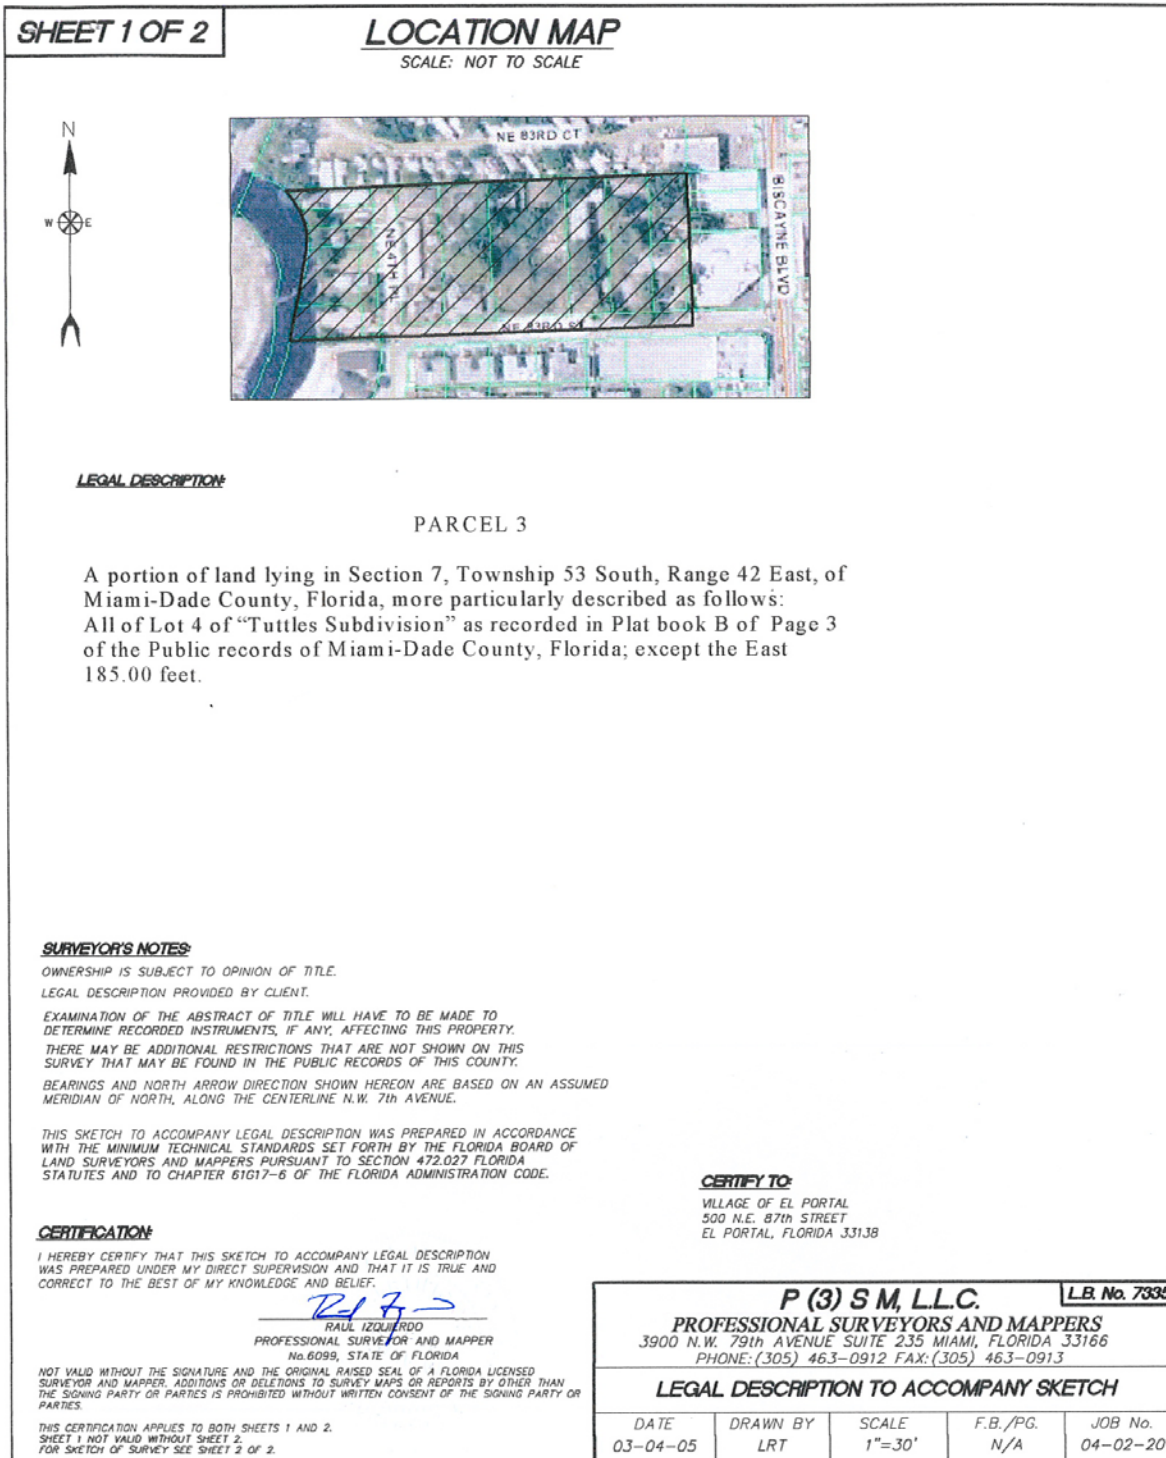 SHEET 1 OF 2
LOCATION MAP
SCALE: NOT TO SCALE
N
W E
NE 83RD CT
BISCAYNE BLVD
NE 4TH PL
NE 83RD ST
LEGAL DESCRIPTION:
PARCEL 3
A portion of land lying in Section 7, Township 53 South, Range 42 East, of
Miami-Dade County, Florida, more particularly described as follows:
All of Lot 4 of “Tuttles Subdivision” as recorded in Plat book B of Page 3
of the Public records of Miami-Dade County, Florida; except the East
185.00 feet.
SURVEYOR'S NOTES:
OWNERSHIP IS SUBJECT TO OPINION OF TITLE.
LEGAL DESCRIPTION PROVIDED BY CLIENT.
EXAMINATION OF THE ABSTRACT OF TITLE WILL HAVE TO BE MADE TO
DETERMINE RECORDED INSTRUMENTS, IF ANY, AFFECTING THIS PROPERTY.
THERE MAY BE ADDITIONAL RESTRICTIONS THAT ARE NOT SHOWN ON THIS
SURVEY THAT MAY BE FOUND IN THE PUBLIC RECORDS OF THIS COUNTY.
BEARINGS AND NORTH ARROW DIRECTION SHOWN HEREON ARE BASED ON AN ASSUMED
MERIDIAN OF NORTH, ALONG THE CENTERLINE N.W. 7th AVENUE.
THIS SKETCH TO ACCOMPANY LEGAL DESCRIPTION WAS PREPARED IN ACCORDANCE
WITH THE MINIMUM TECHNICAL STANDARDS SET FORTH BY THE FLORIDA BOARD OF
LAND SURVEYORS AND MAPPERS PURSUANT TO SECTION 472.027 FLORIDA
STATUTES AND TO CHAPTER 61G17-6 OF THE FLORIDA ADMINISTRATION CODE.
CERTIFY TO:
VILLAGE OF EL PORTAL
500 N.E. 87th STREET
EL PORTAL, FLORIDA 33138
CERTIFICATION:
I HEREBY CERTIFY THAT THIS SKETCH TO ACCOMPANY LEGAL DESCRIPTION
WAS PREPARED UNDER MY DIRECT SUPERVISION AND THAT IT IS TRUE AND
CORRECT TO THE BEST OF MY KNOWLEDGE AND BELIEF.
RAUL IZQUIERDO
PROFESSIONAL SURVEYOR AND MAPPER
No.6099, STATE OF FLORIDA
NOT VALID WITHOUT THE SIGNATURE AND THE ORIGINAL RAISED SEAL OF A FLORIDA LICENSED
SURVEYOR AND MAPPER. ADDITIONS OR DELETIONS TO SURVEY MAPS OR REPORTS BY OTHER THAN
THE SIGNING PARTY OR PARTIES IS PROHIBITED WITHOUT WRITTEN CONSENT OF THE SIGNING PARTY OR
PARTIES.
THIS CERTIFICATION APPLIES TO BOTH SHEETS 1 AND 2.
SHEET 1 NOT VALID WITHOUT SHEET 2.
FOR SKETCH OF SURVEY SEE SHEET 2 OF 2.
P (3) S M, L.L.C.
L.B. No. 7335
PROFESSIONAL SURVEYORS AND MAPPERS
3900 N.W. 79th AVENUE SUITE 235 MIAMI, FLORIDA 33166
PHONE:(305) 463-0912 FAX:(305) 463-0913
LEGAL DESCRIPTION TO ACCOMPANY SKETCH
DATE DRAWN BY SCALE F.B./PG. JOB No.
03-04-05 LRT 1"=30' N/A 04-02-20